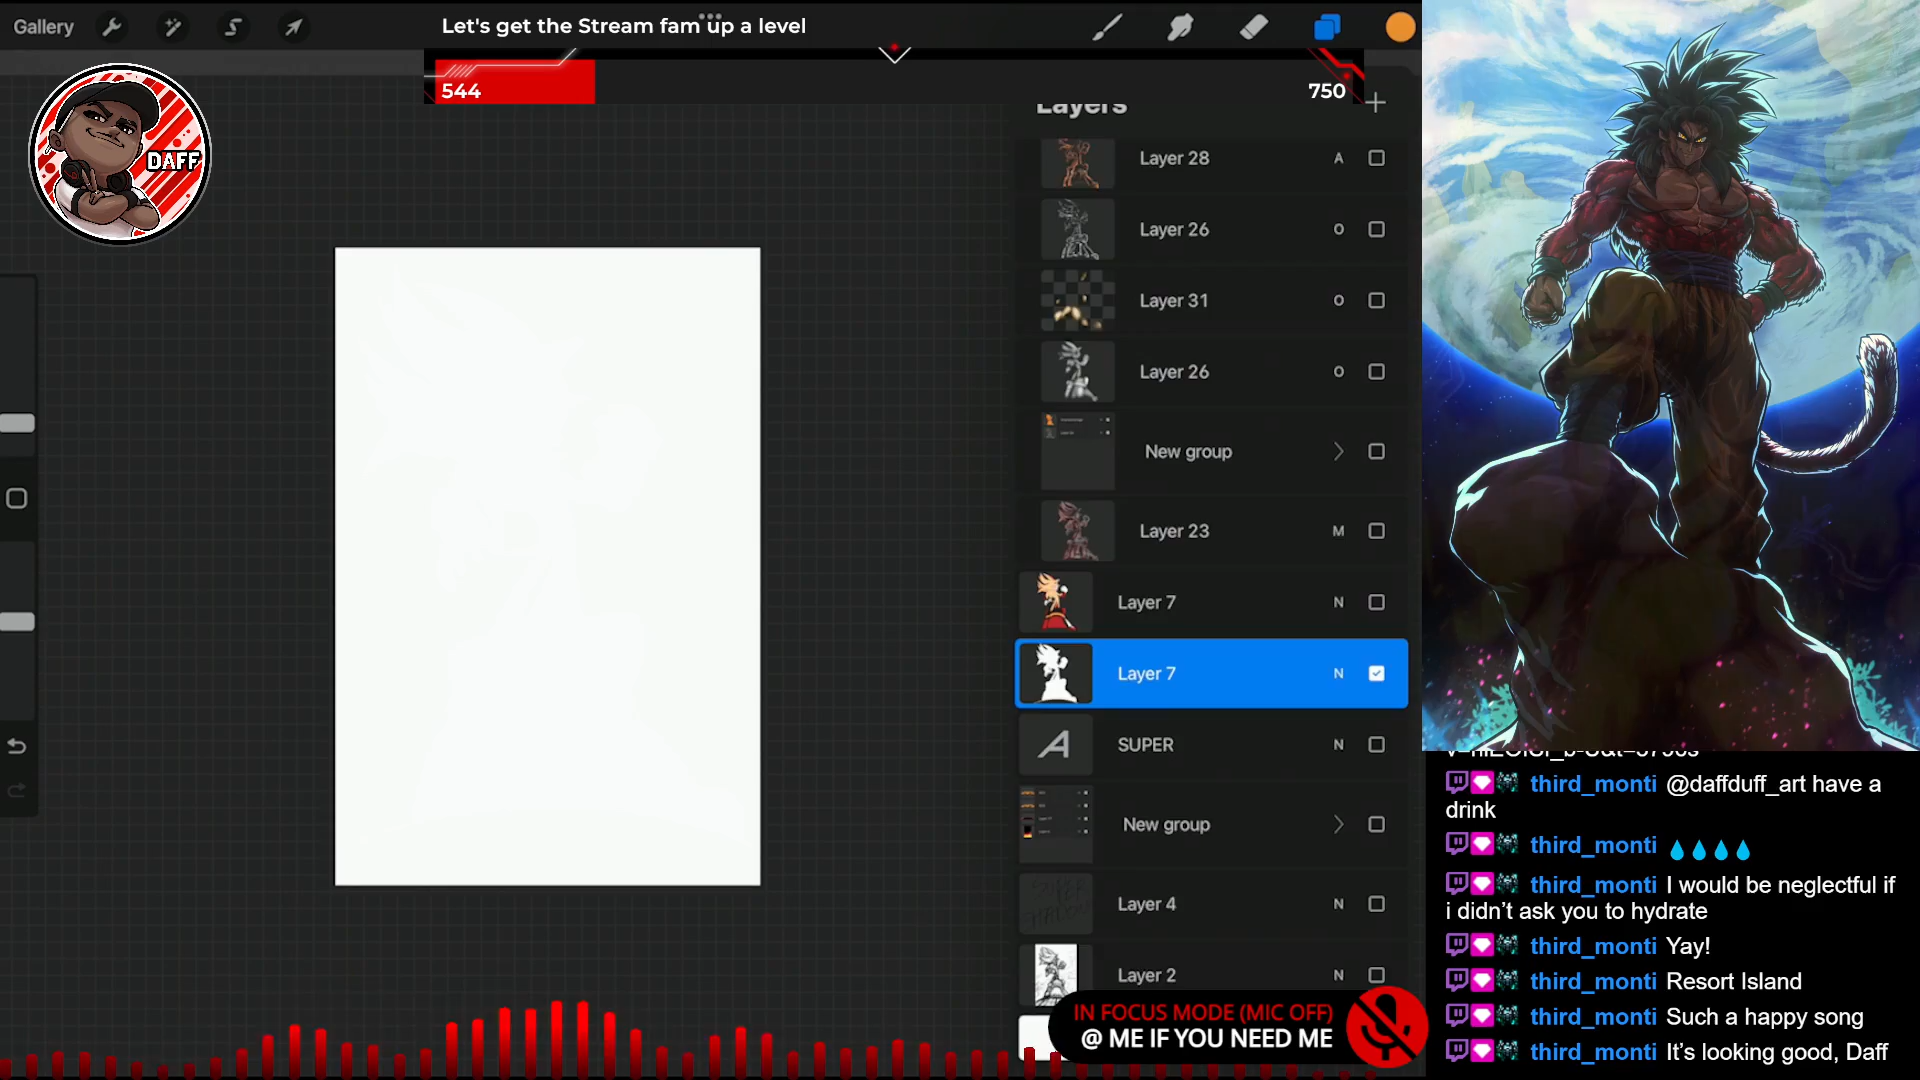 Gallery
Let's get the Stream fam up a level
544
750
DAFF
Layers
Layer 28
A
Layer 26
O
Layer 31
O
Layer 26
O
New group
Layer 23
M
Layer 7
N
Layer 7
N
SUPER
N
New group
Layer 4
N
Layer 2
N
IN FOCUS MODE (MIC OFF)
@ ME IF YOU NEED ME
third_monti @daffduff_art have a
drink
third_monti
third_monti I would be neglectful if
i didn't ask you to hydrate
third_monti Yay!
third_monti Resort Island
third_monti Such a happy song
third_monti It's looking good, Daff